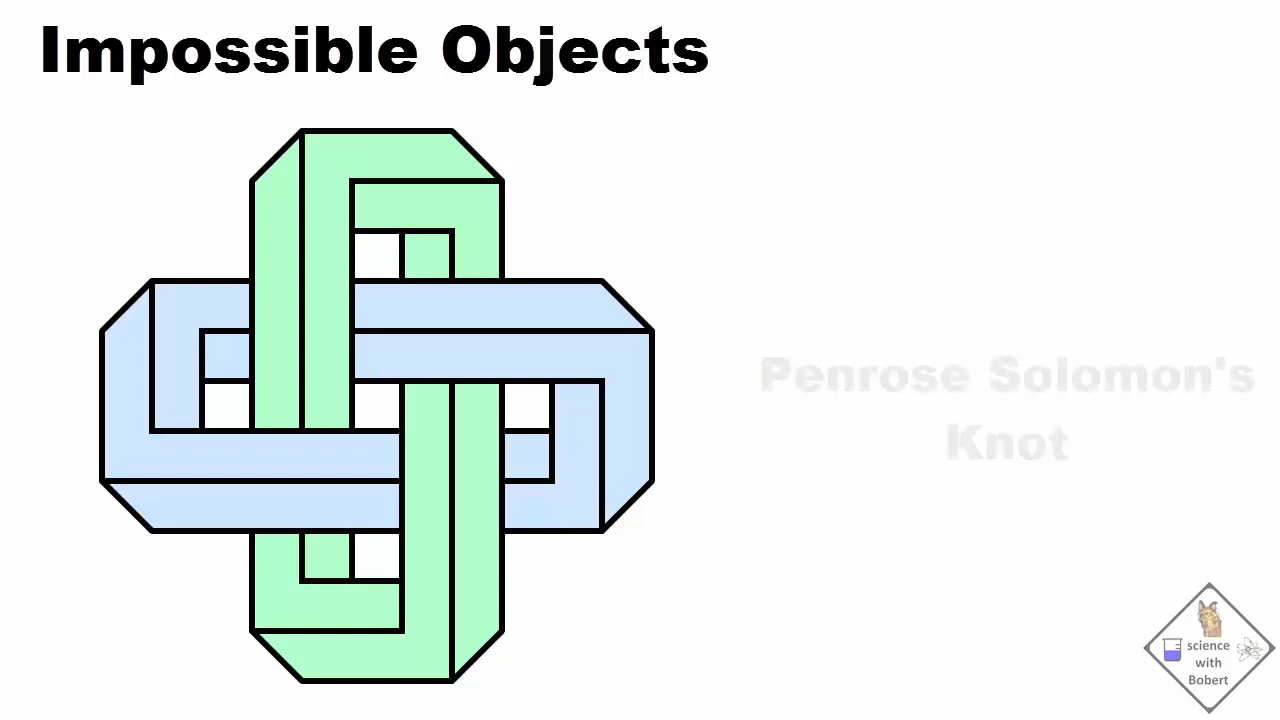 Impossible Objects
Penrose Solomon's
Knot
science
with
Bobert